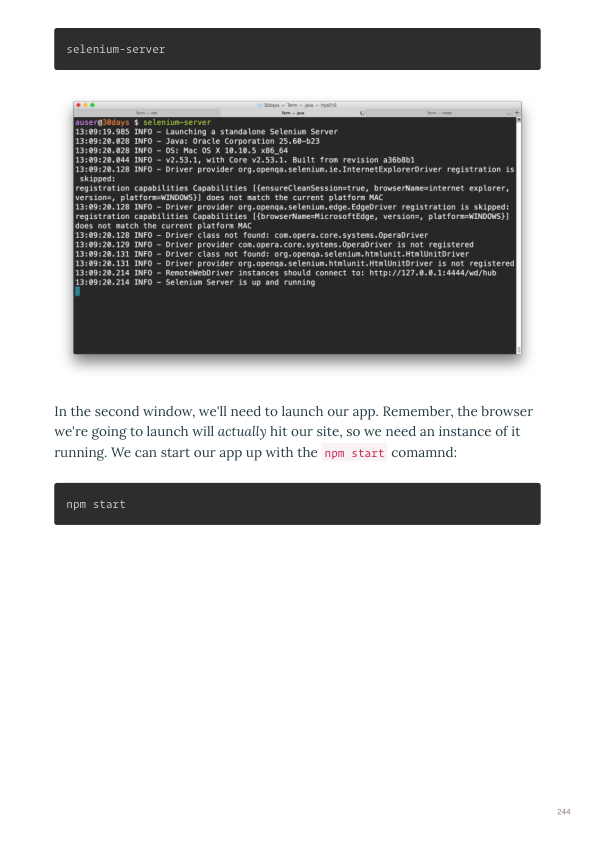 selenium-server
30days — Term — java — ttys016
Term — java
Term — node
auser@30days $ selenium-server
13:09:19.985 INFO - Launching a standalone Selenium Server
13:09:20.028 INFO - Java: Oracle Corporation 25.60-b23
13:09:20.028 INFO - OS: Mac OS X 10.10.5 x86_64
13:09:20.044 INFO - v2.53.1, with Core v2.53.1. Built from revision a36b8b1
13:09:20.128 INFO - Driver provider org.openqa.selenium.ie.InternetExplorerDriver registration is
skipped:
registration capabilities Capabilities [{ensureCleanSession=true, browserName=internet explorer,
version=, platform=WINDOWS}] does not match the current platform MAC
13:09:20.128 INFO - Driver provider org.openqa.selenium.edge.EdgeDriver registration is skipped:
registration capabilities Capabilities [{browserName=MicrosoftEdge, version=, platform=WINDOWS}]
does not match the current platform MAC
13:09:20.128 INFO - Driver class not found: com.opera.core.systems.OperaDriver
13:09:20.129 INFO - Driver provider com.opera.core.systems.OperaDriver is not registered
13:09:20.131 INFO - Driver class not found: org.openqa.selenium.htmlunit.HtmlUnitDriver
13:09:20.131 INFO - Driver provider org.openqa.selenium.htmlunit.HtmlUnitDriver is not registered
13:09:20.214 INFO - RemoteWebDriver instances should connect to: http://127.0.0.1:4444/wd/hub
13:09:20.214 INFO - Selenium Server is up and running
In the second window, we'll need to launch our app. Remember, the browser
we're going to launch will actually hit our site, so we need an instance of it
running. We can start our app up with the npm start comamnd:
npm start
244